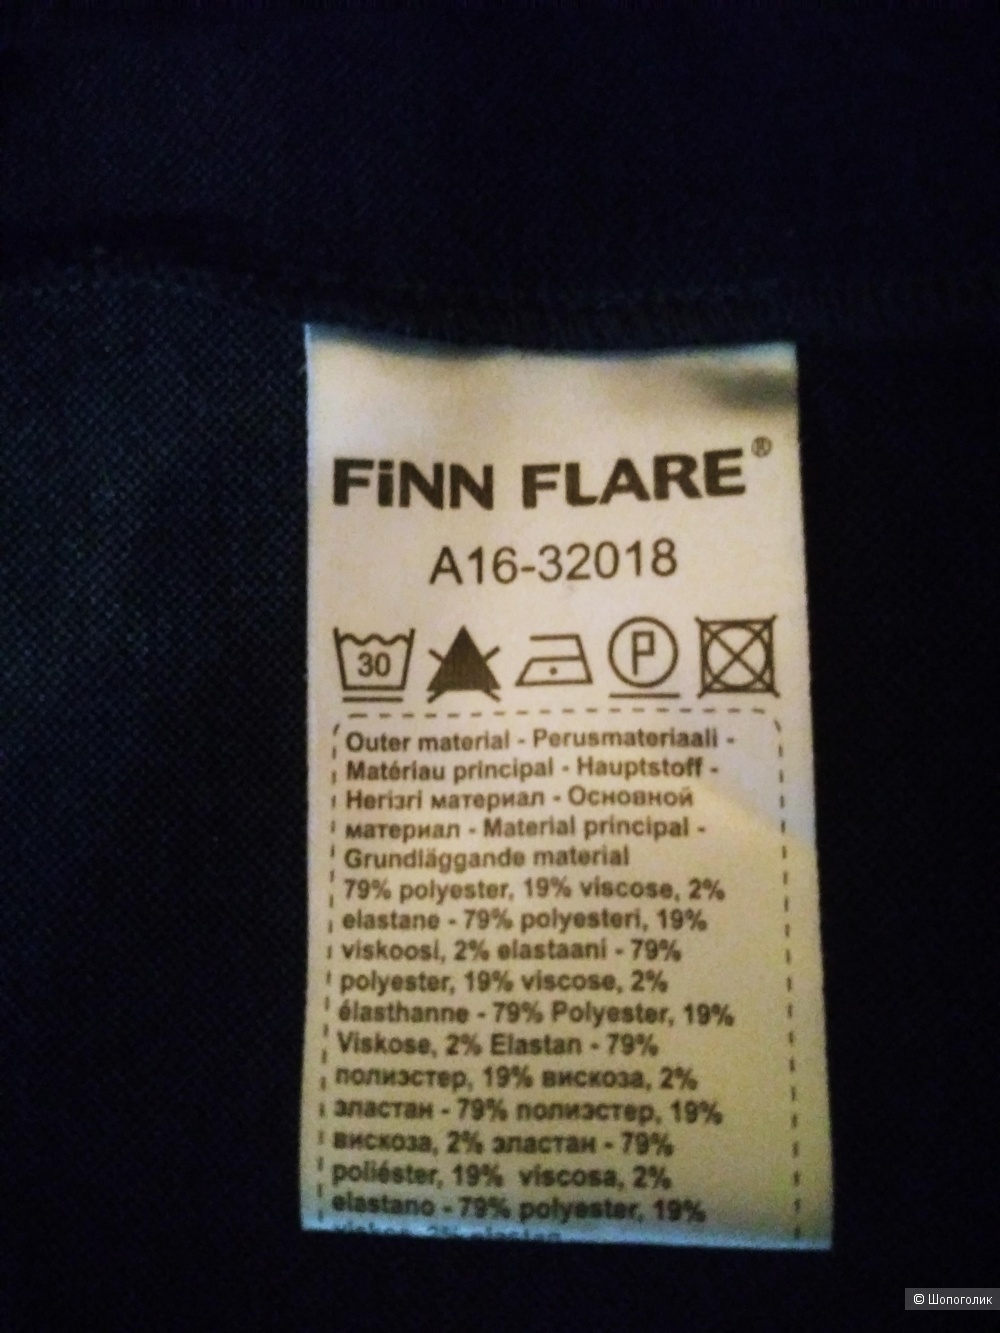 FiNN FLARE®
A16-32018
30 P
Outer material - Perusmateriaali -
Matériau principal - Hauptstoff -
Негізгі материал - Основной
материал - Material principal -
Grundläggande material
79% polyester, 19% viscose, 2%
elastane - 79% polyesteri, 19%
viskoosi, 2% elastaani - 79%
polyester, 19% viscose, 2%
élasthanne - 79% Polyester, 19%
Viskose, 2% Elastan - 79%
полиэстер, 19% вискоза, 2%
эластан - 79% полиэстер, 19%
вискоза, 2% эластан - 79%
poliéster, 19% viscosa, 2%
elastano - 79% polyester, 19%
2%
© Шопоголик